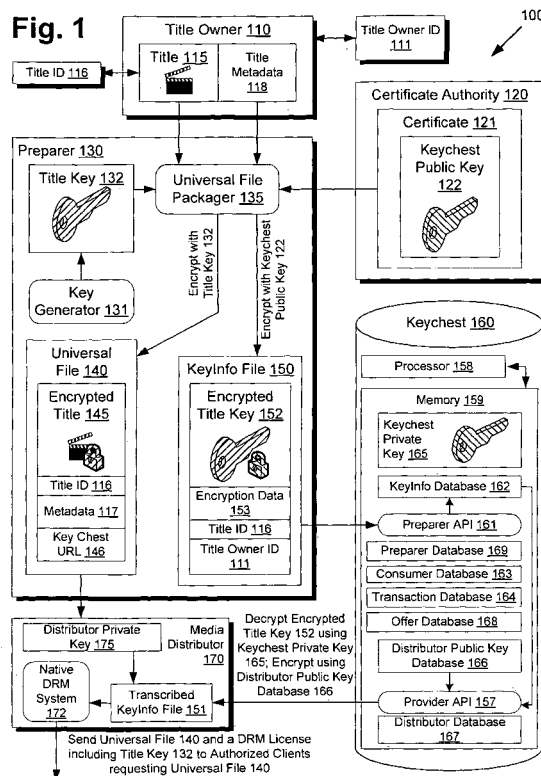 Fig. 1
100
Title Owner 110
Title 115
Title Metadata 118
Title Owner ID 111
Title ID 116
Certificate Authority 120
Certificate 121
Keychest Public Key 122
Preparer 130
Title Key 132
Universal File Packager 135
Key Generator 131
Encrypt with Title Key 132
Encrypt with Keychest Public Key 122
Universal File 140
Encrypted Title 145
Title ID 116
Metadata 117
Key Chest URL 146
KeyInfo File 150
Encrypted Title Key 152
Encryption Data 153
Title ID 116
Title Owner ID 111
Keychest 160
Processor 158
Memory 159
Keychest Private Key 165
KeyInfo Database 162
Preparer API 161
Preparer Database 169
Consumer Database 163
Transaction Database 164
Offer Database 168
Distributor Public Key Database 166
Provider API 157
Distributor Database 167
Decrypt Encrypted Title Key 152 using Keychest Private Key 165; Encrypt using Distributor Public Key Database 166
Distributor Private Key 175
Media Distributor 170
Native DRM System 172
Transcribed KeyInfo File 151
Send Universal File 140 and a DRM License including Title Key 132 to Authorized Clients requesting Universal File 140